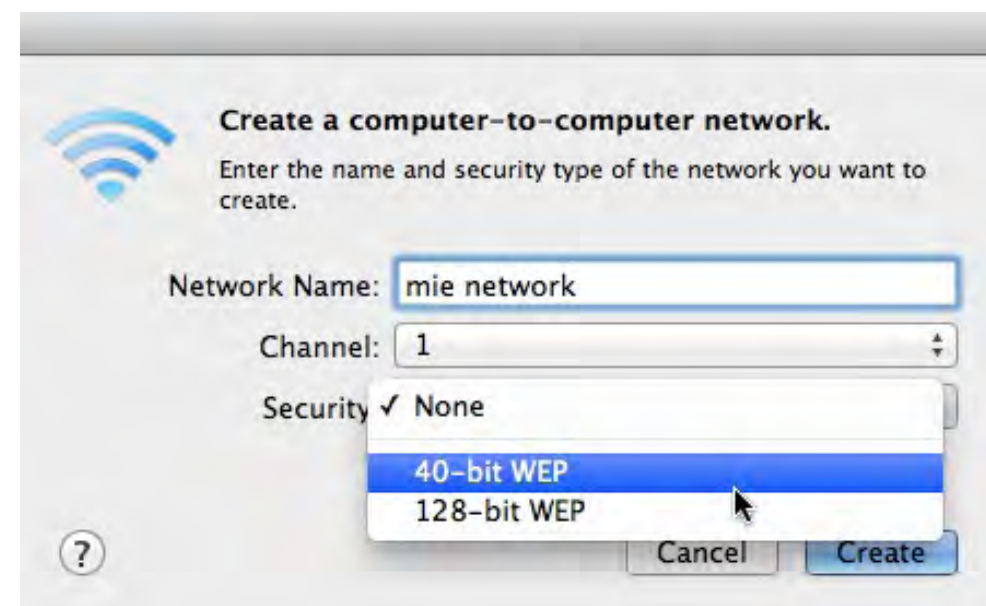 Create a computer-to-computer network.
Enter the name and security type of the network you want to
create.
Network Name: mie network
Channel: 1
Security ✓ None
40-bit WEP
128-bit WEP
? Cancel Create